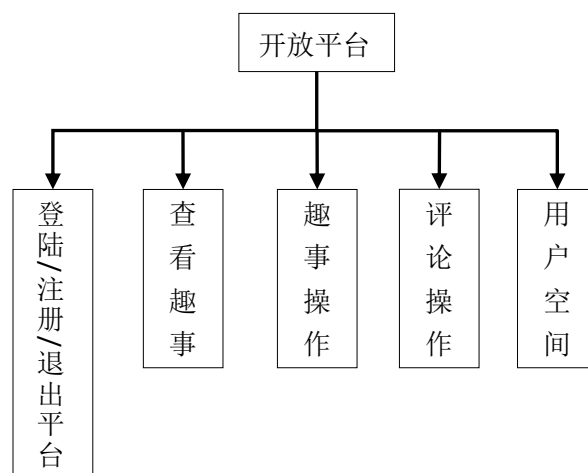 开放平台
登陆/注册/退出平台
查看趣事
趣事操作
评论操作
用户空间